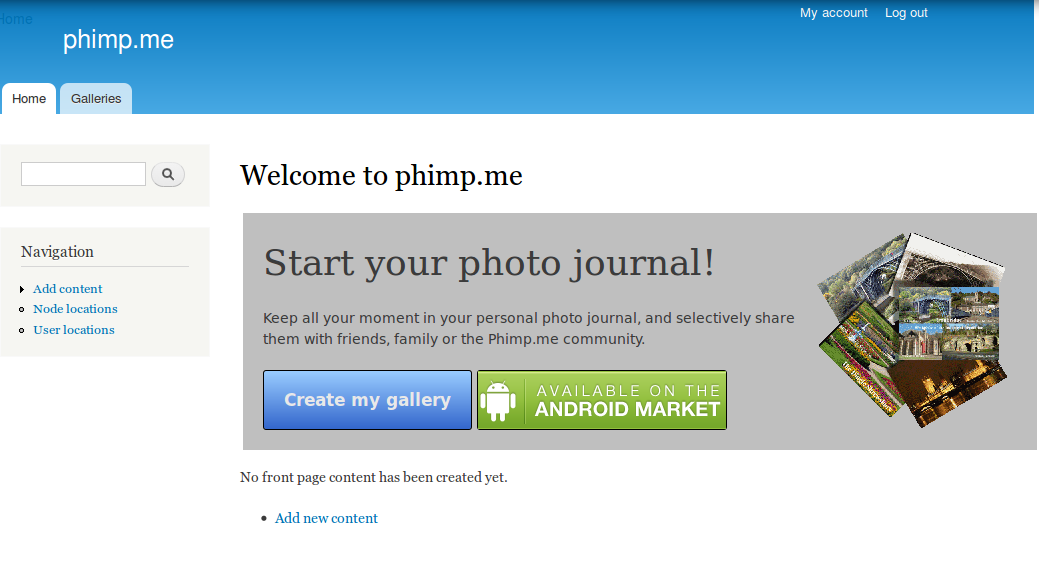 Home
My account Log out
phimp.me
Home Galleries
Welcome to phimp.me
Navigation
Add content
Node locations
User locations
Start your photo journal!
Keep all your moment in your personal photo journal, and selectively share
them with friends, family or the Phimp.me community.
Create my gallery
AVAILABLE ON THE
ANDROID MARKET
No front page content has been created yet.
Add new content